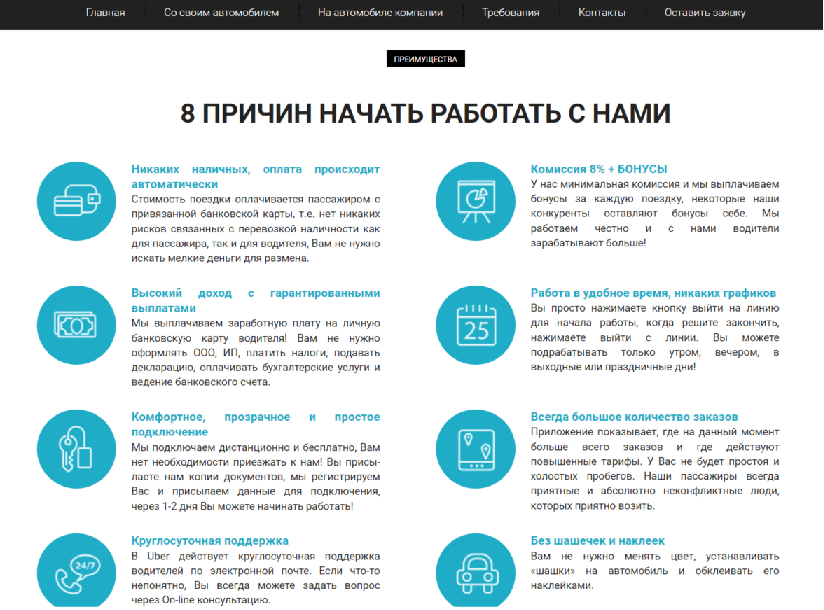 Главная Со своим автомобилем На автомобиле компании Требования Контакты Оставить заявку
ПРЕИМУЩЕСТВА
8 ПРИЧИН НАЧАТЬ РАБОТАТЬ С НАМИ
Никаких наличных, оплата происходит
автоматически
Стоимость поездки оплачивается пассажиром с
привязанной банковской карты, т.е. нет никаких
рисков связанных с перевозкой наличности как
для пассажира, так и для водителя, Вам не нужно
искать мелкие деньги для размена.
Комиссия 8% + БОНУСЫ
У нас минимальная комиссия и мы выплачиваем
бонусы за каждую поездку, некоторые наши
конкуренты оставляют бонусы себе. Мы
работаем честно и с нами водители
зарабатывают больше!
Высокий доход с гарантированными
выплатами
Мы выплачиваем заработную плату на личную
банковскую карту водителя! Вам не нужно
оформлять ООО, ИП, платить налоги, подавать
декларацию, оплачивать бухгалтерские услуги и
ведение банковского счета.
25
Работа в удобное время, никаких графиков
Вы просто нажимаете кнопку выйти на линию
для начала работы, когда решите закончить,
нажимаете выйти с линии. Вы можете
подрабатывать только утром, вечером, в
выходные или праздничные дни!
Комфортное, прозрачное и простое
подключение
Мы подключаем дистанционно и бесплатно, Вам
нет необходимости приезжать к нам! Вы присы-
лаете нам копии документов, мы регистрируем
Вас и присылаем данные для подключения,
через 1-2 дня Вы можете начинать работать!
Всегда большое количество заказов
Приложение показывает, где на данный момент
больше всего заказов и где действуют
повышенные тарифы. У Вас не будет простоя и
холостых пробегов. Наши пассажиры всегда
приятные и абсолютно неконфликтные люди,
которых приятно возить.
24/7
Круглосуточная поддержка
В Uber действует круглосуточная поддержка
водителей по электронной почте. Если что-то
непонятно, Вы всегда можете задать вопрос
через On-line консультацию.
Без шашечек и наклеек
Вам не нужно менять цвет, устанавливать
«шашки» на автомобиль и обклеивать его
наклейками.